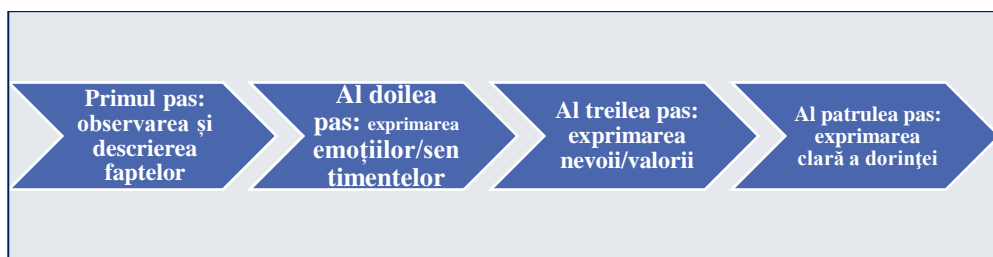 Primul pas:
observarea și
descrierea
faptelor
Al doilea
pas: exprimarea
emoțiilor/sen
timentelor
Al treilea pas:
exprimarea
nevoii/valorii
Al patrulea pas:
exprimarea
clară a dorinţei